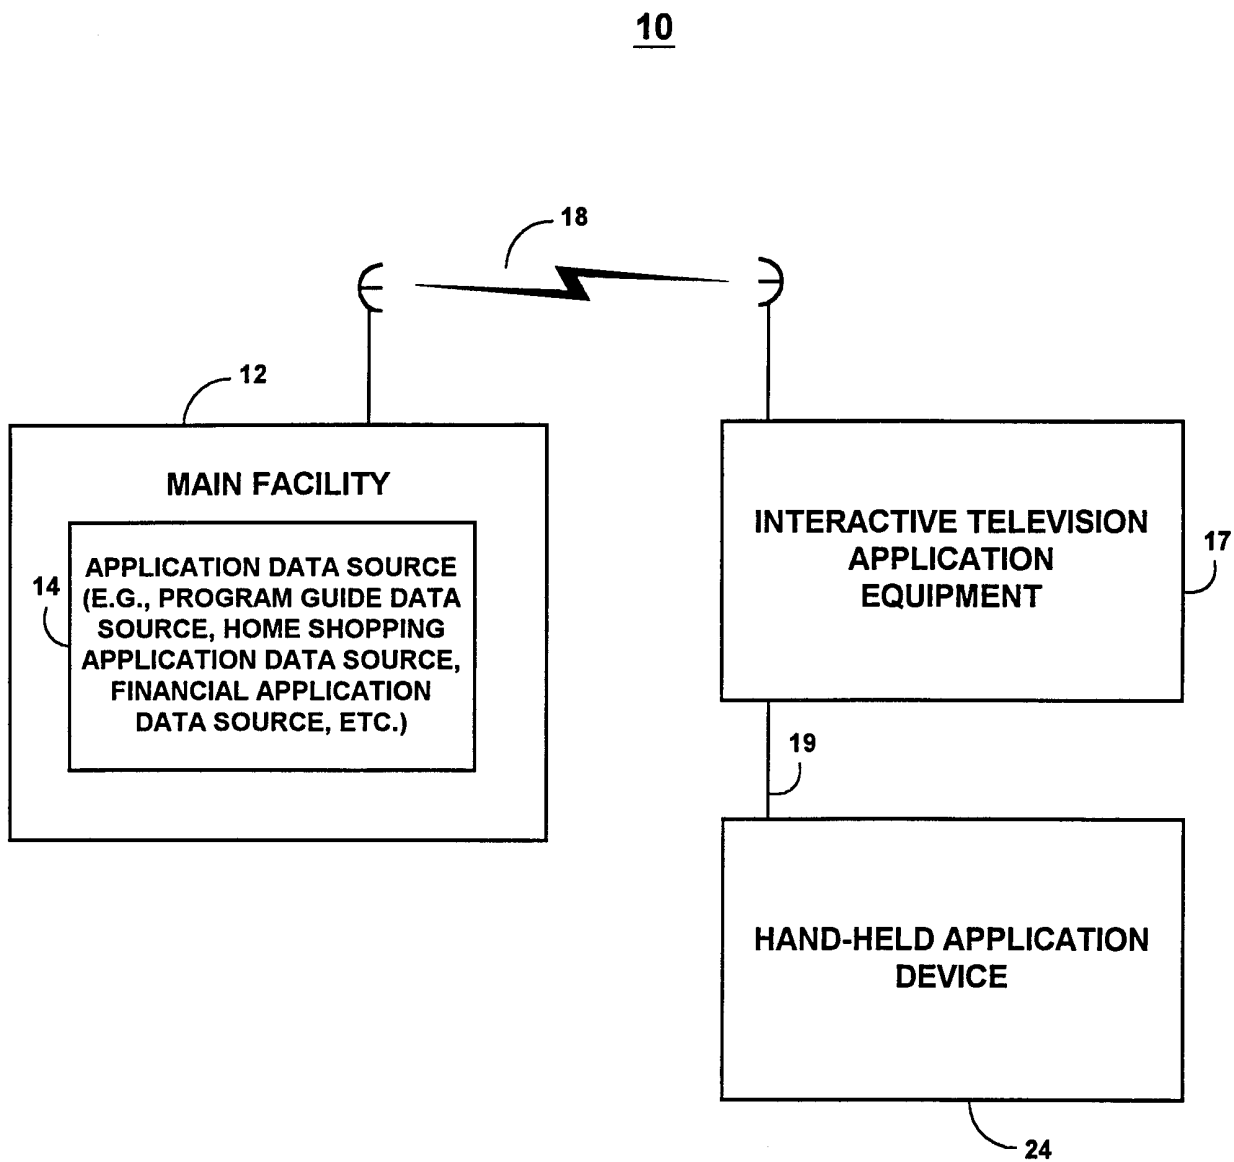 10
18
12
MAIN FACILITY
14
APPLICATION DATA SOURCE
(E.G., PROGRAM GUIDE DATA
SOURCE, HOME SHOPPING
APPLICATION DATA SOURCE,
FINANCIAL APPLICATION
DATA SOURCE, ETC.)
INTERACTIVE TELEVISION
APPLICATION
EQUIPMENT
17
19
HAND-HELD APPLICATION
DEVICE
24